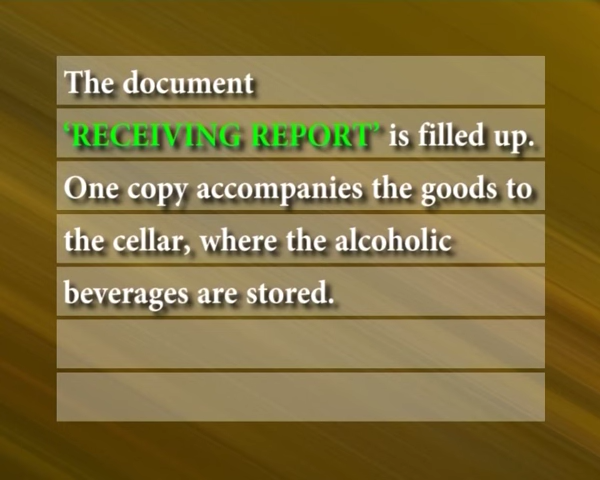 The document
‘RECEIVING REPORT’ is filled up.
One copy accompanies the goods to
the cellar, where the alcoholic
beverages are stored.